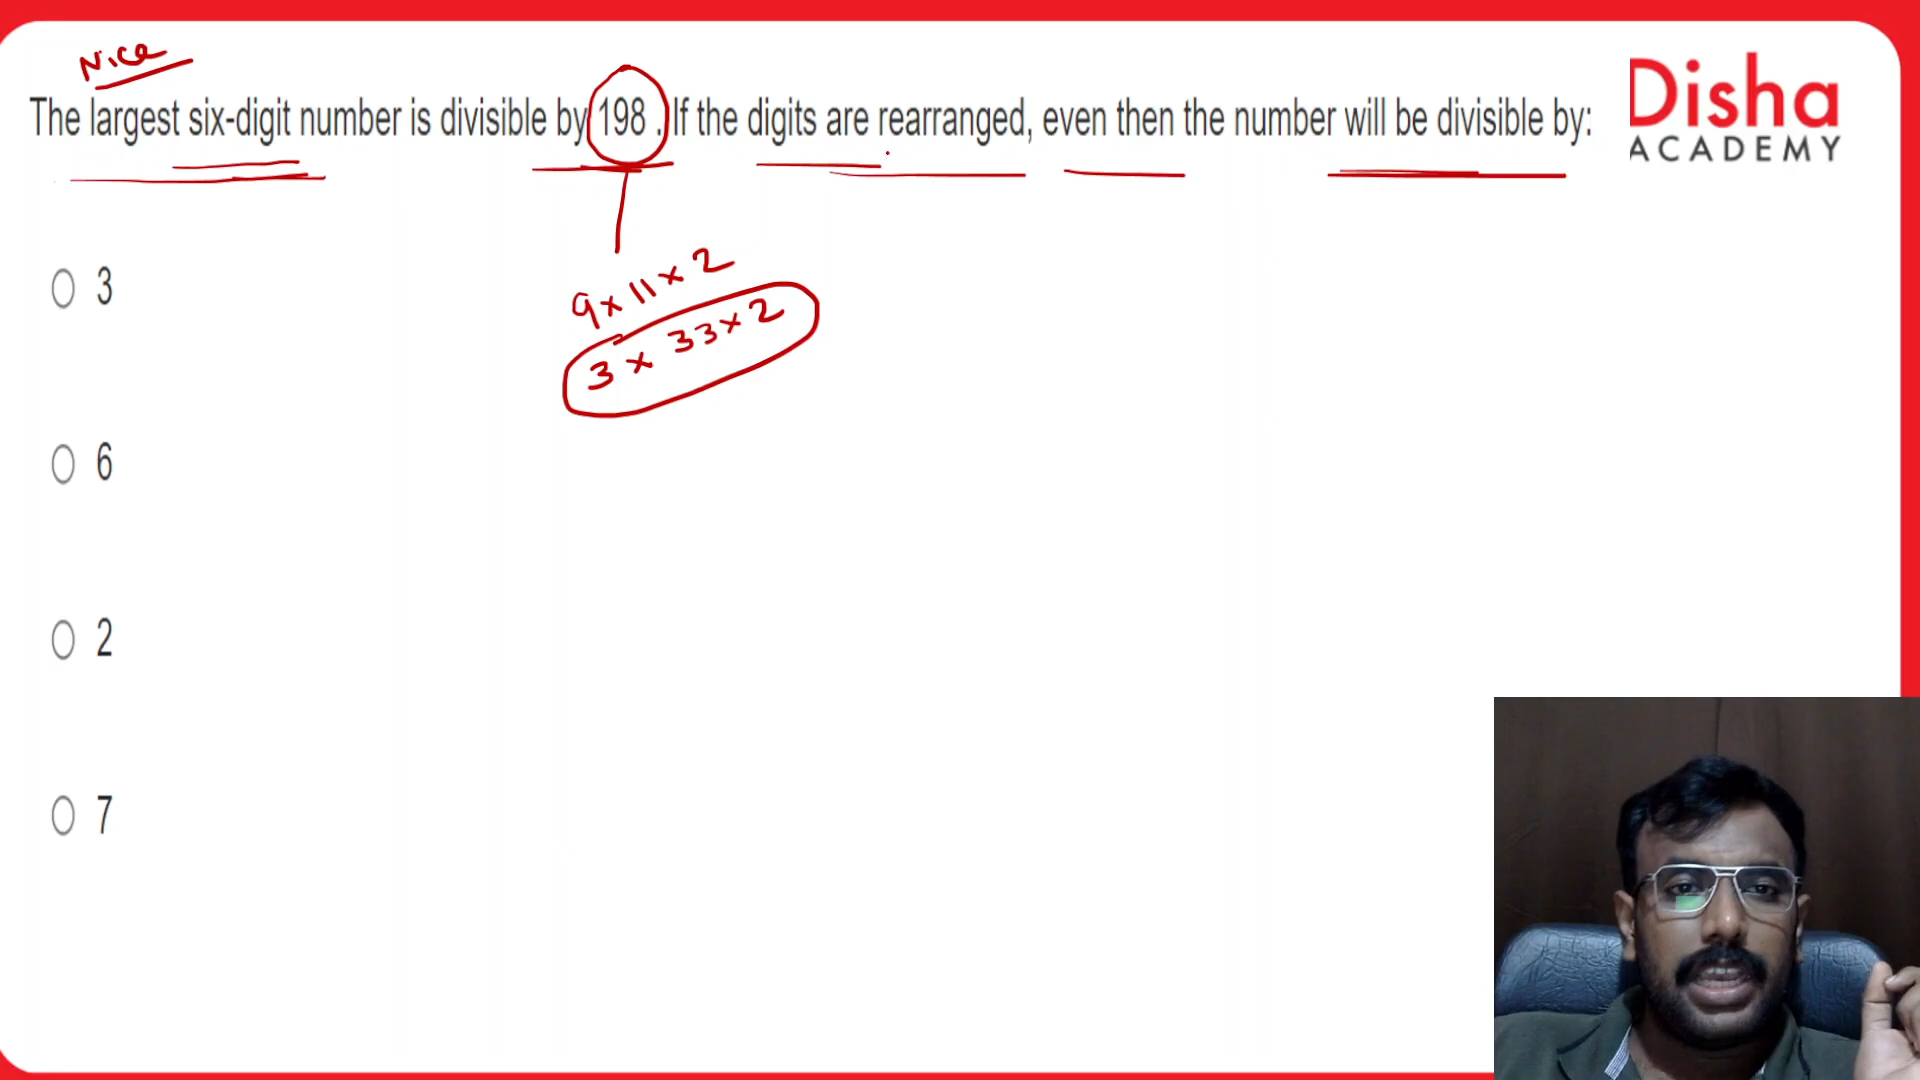 Nice
The largest six-digit number is divisible by 198 . If the digits are rearranged, even then the number will be divisible by:
Disha
ACADEMY
9 x 11 x 2
3 x 33 x 2
3
6
2
7